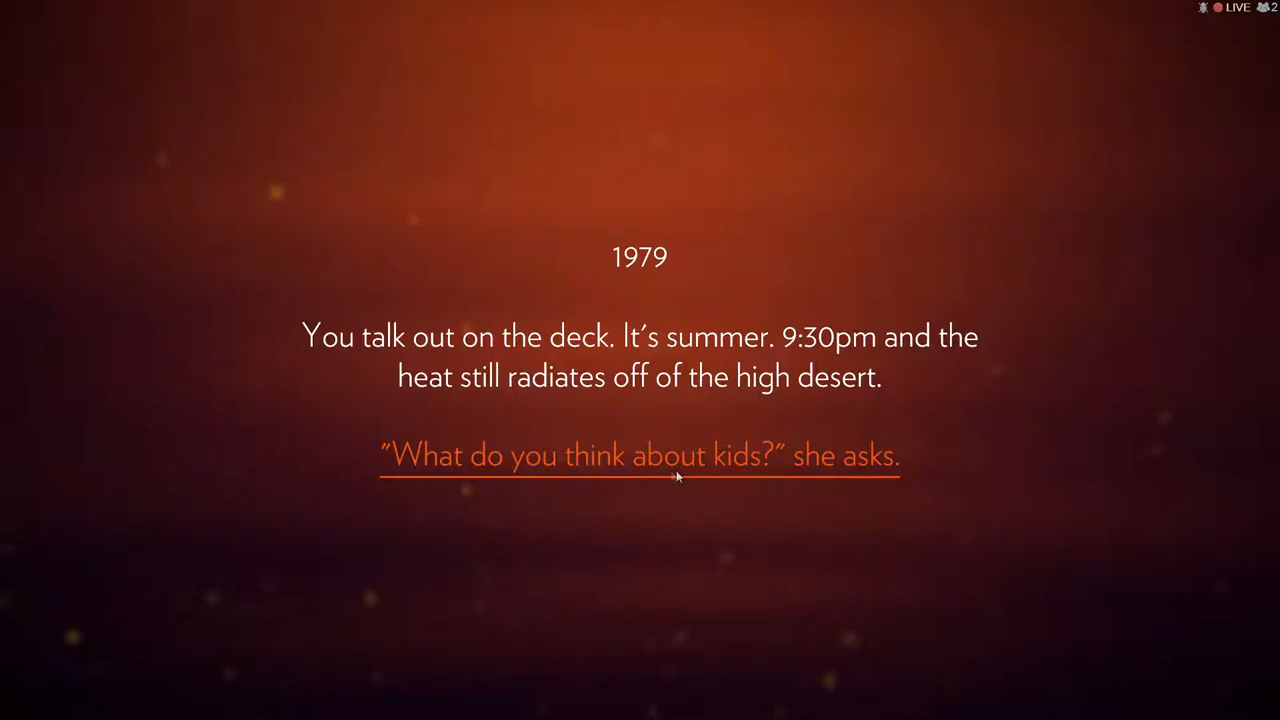 LIVE 2
1979
You talk out on the deck. It's summer. 9:30pm and the
heat still radiates off of the high desert.
"What do you think about kids?" she asks.